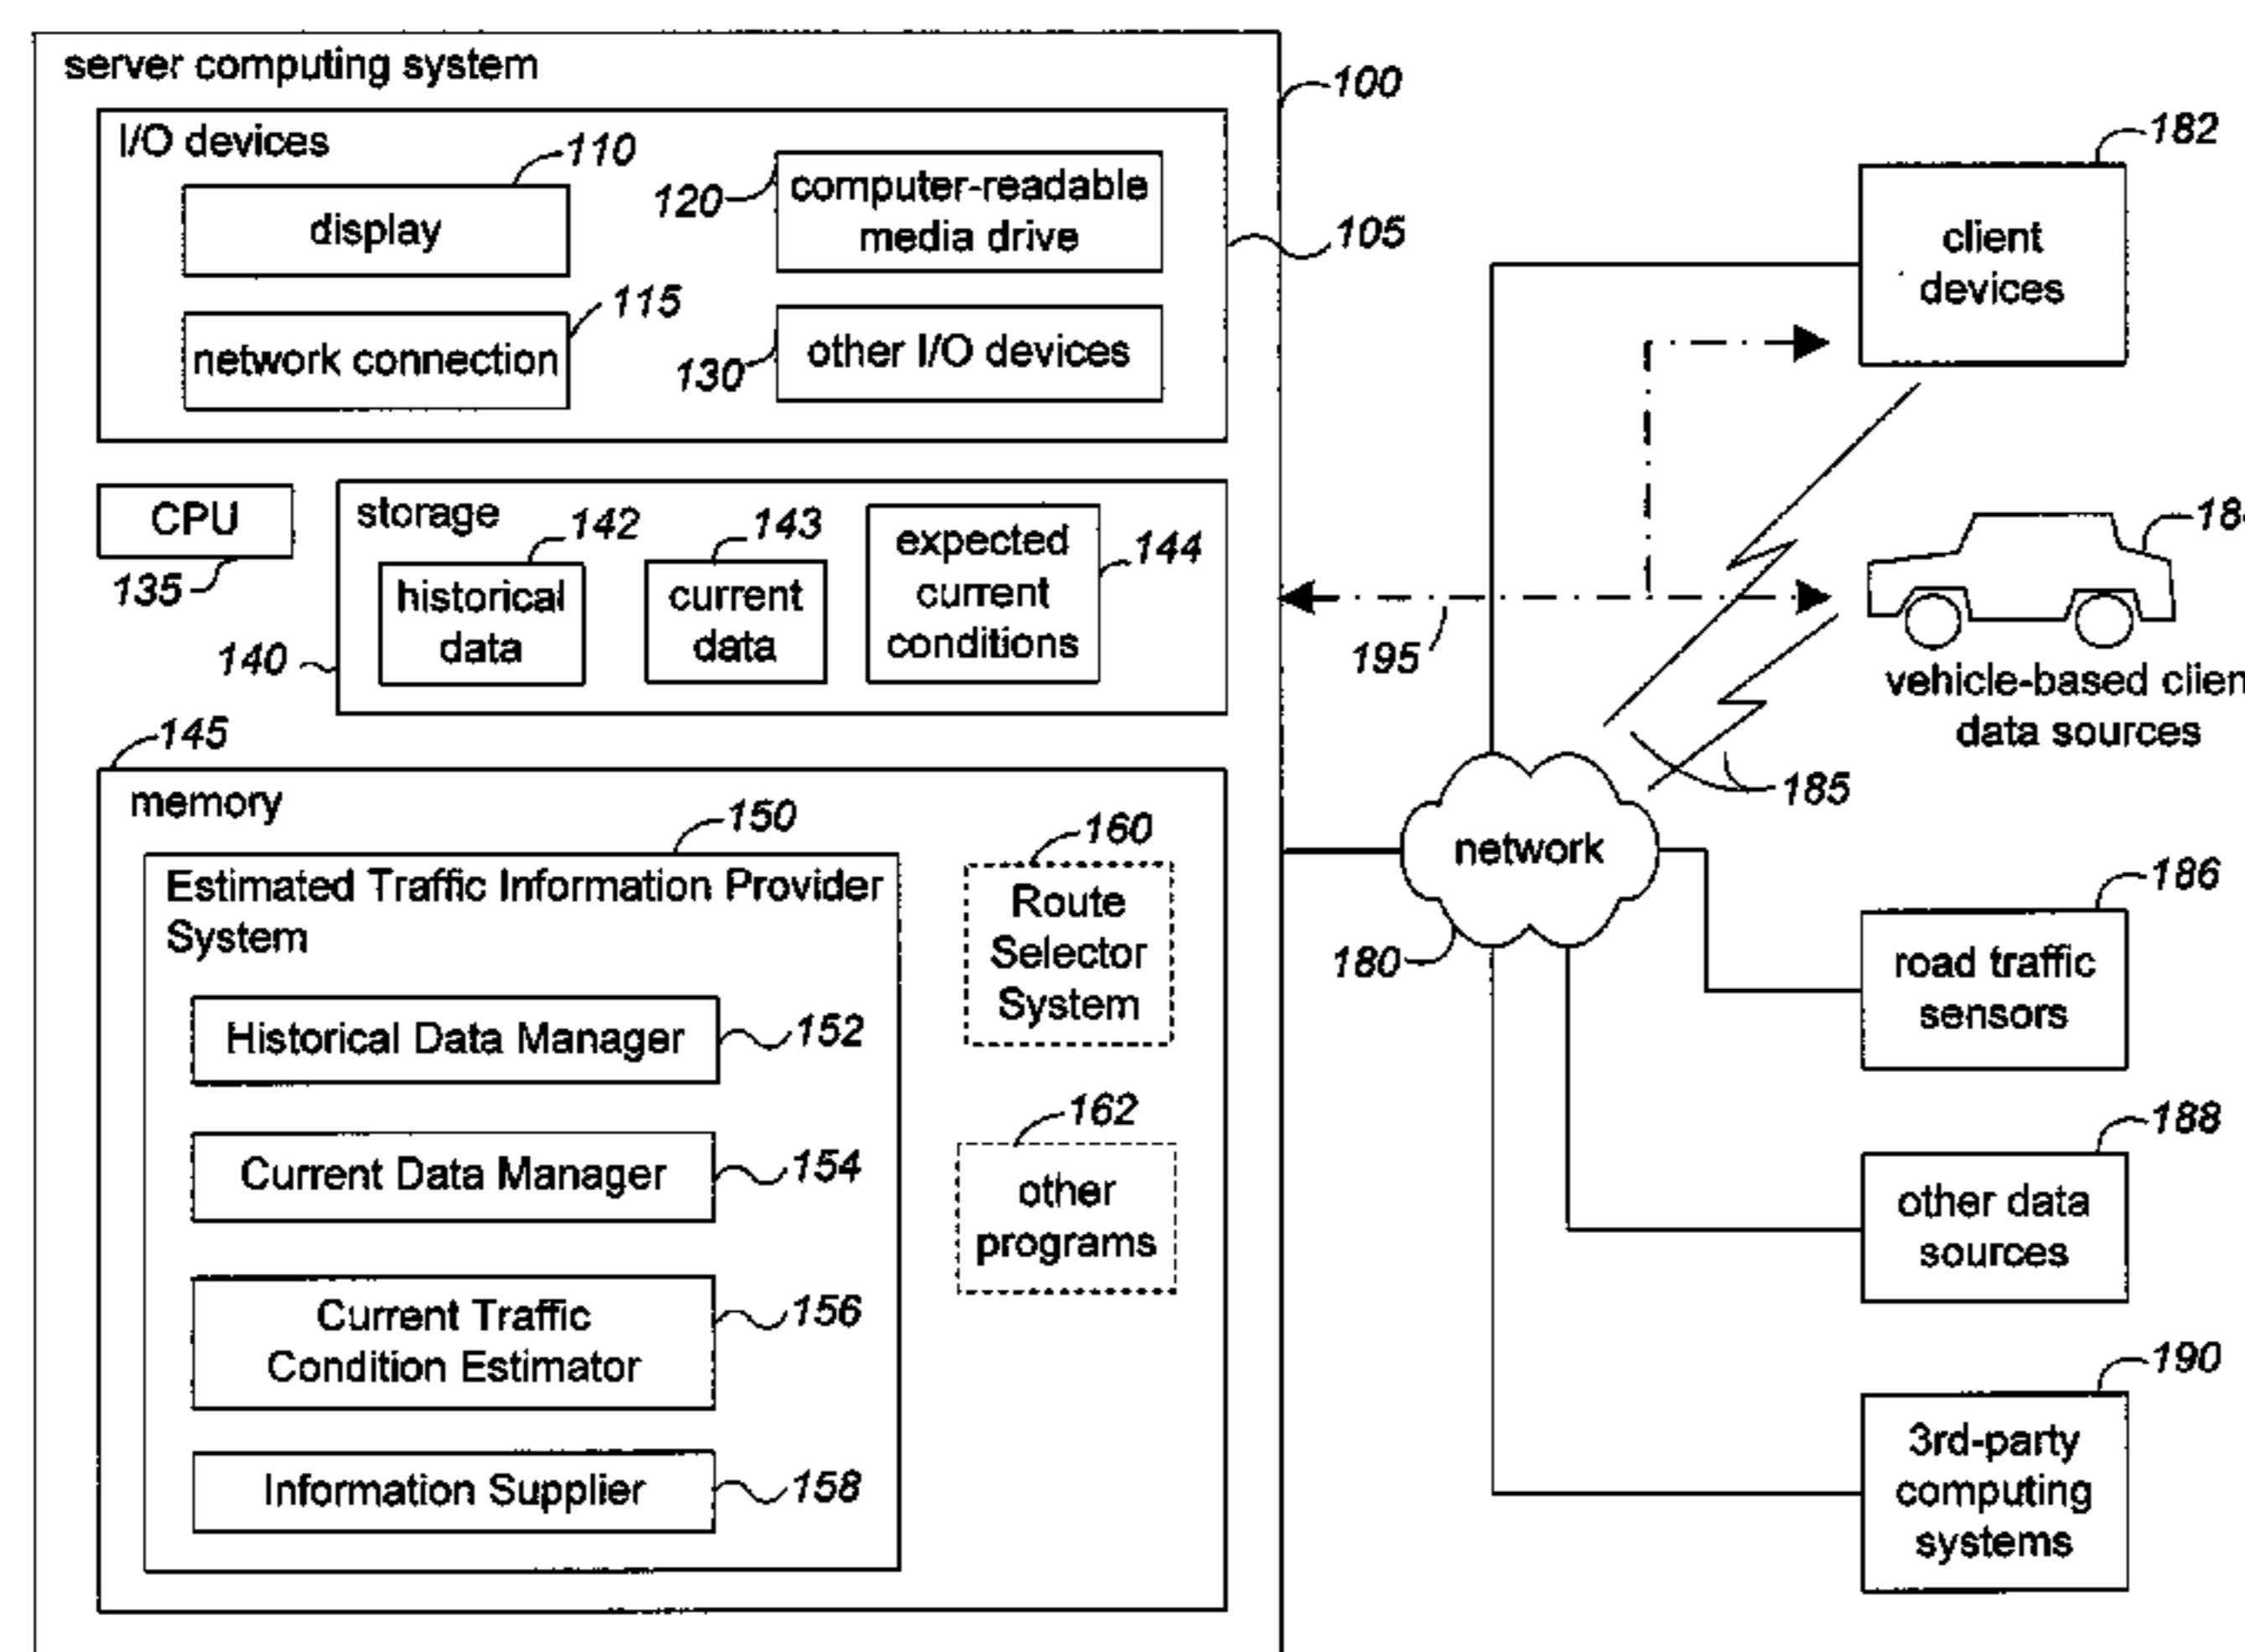 server computing system
100
I/O devices
110
display
120
computer-readable
media drive
105
115
network connection
130
other I/O devices
CPU
135
storage
140
142
historical
data
143
current
data
144
expected
current
conditions
145
memory
150
Estimated Traffic Information Provider
System
Historical Data Manager
152
Current Data Manager
154
Current Traffic
Condition Estimator
156
Information Supplier
158
160
Route
Selector
System
162
other
programs
182
client
devices
195
vehicle-based
data sources
185
network
180
186
road traffic
sensors
188
other data
sources
190
3rd-party
computing
systems